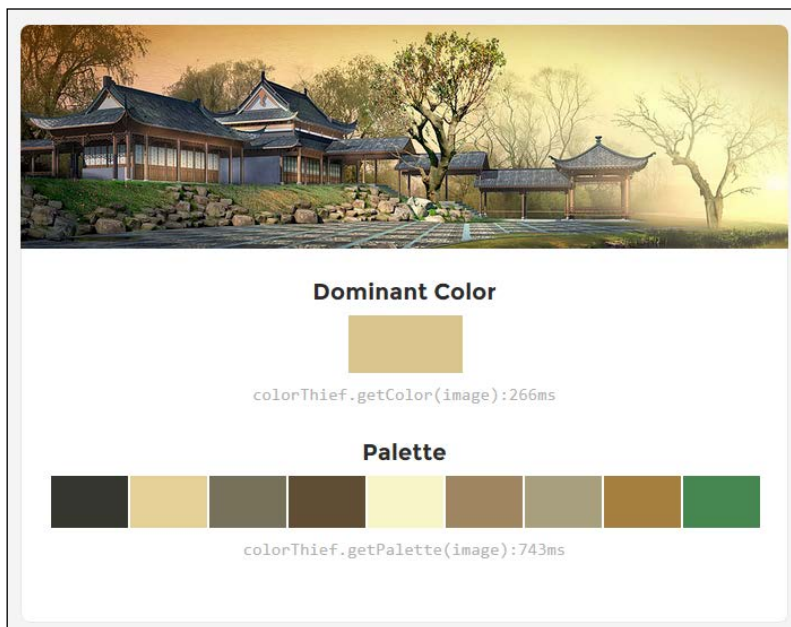 Dominant Color
colorThief.getColor(image):266ms
Palette
colorThief.getPalette(image):743ms